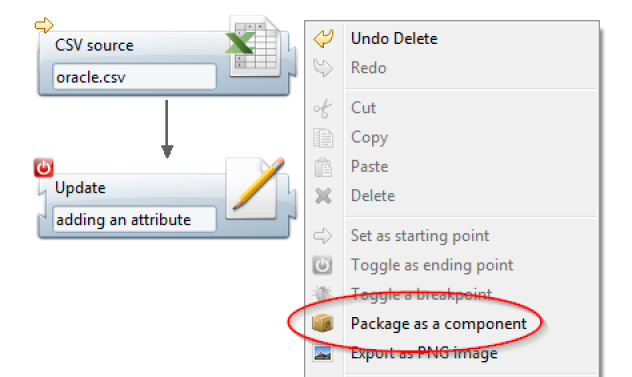 CSV source
oracle.csv
Update
adding an attribute
Undo Delete
Redo
Cut
Copy
Paste
Delete
Set as starting point
Toggle as ending point
Toggle a breakpoint
Package as a component
Export as PNG image